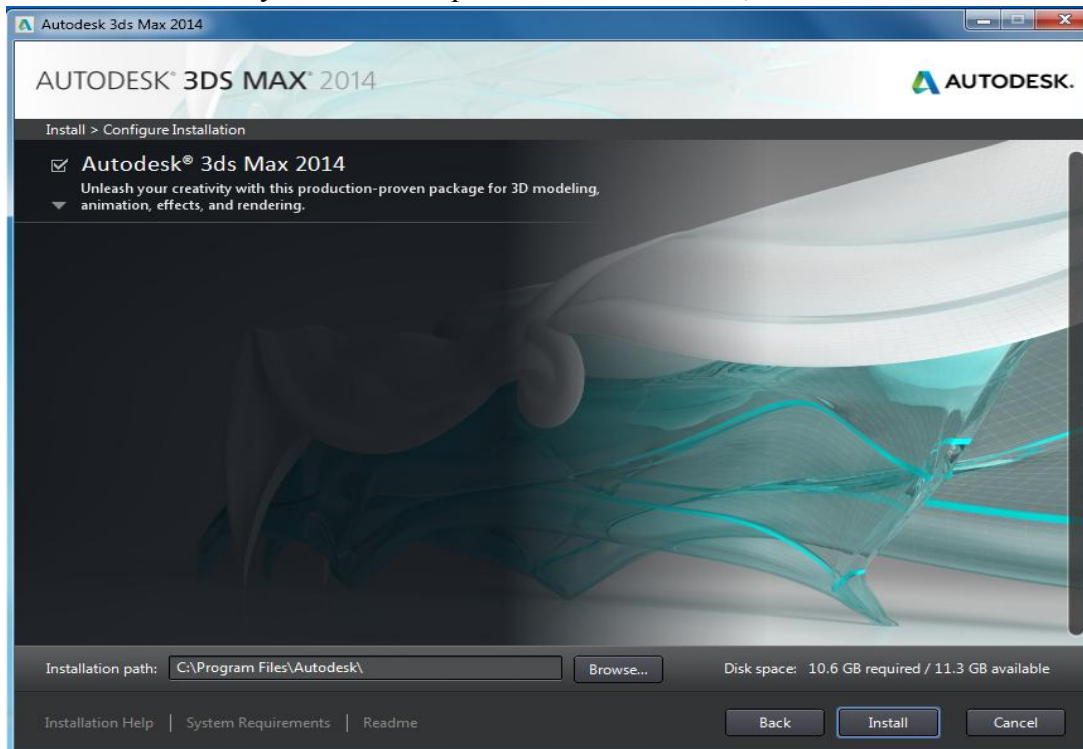 Autodesk 3ds Max 2014
AUTODESK® 3DS MAX® 2014
AUTODESK.
Install > Configure Installation
Autodesk® 3ds Max 2014
Unleash your creativity with this production-proven package for 3D modeling,
animation, effects, and rendering.
Installation path: C:\Program Files\Autodesk\ Browse... Disk space: 10.6 GB required / 11.3 GB available
Installation Help | System Requirements | Readme Back Install Cancel